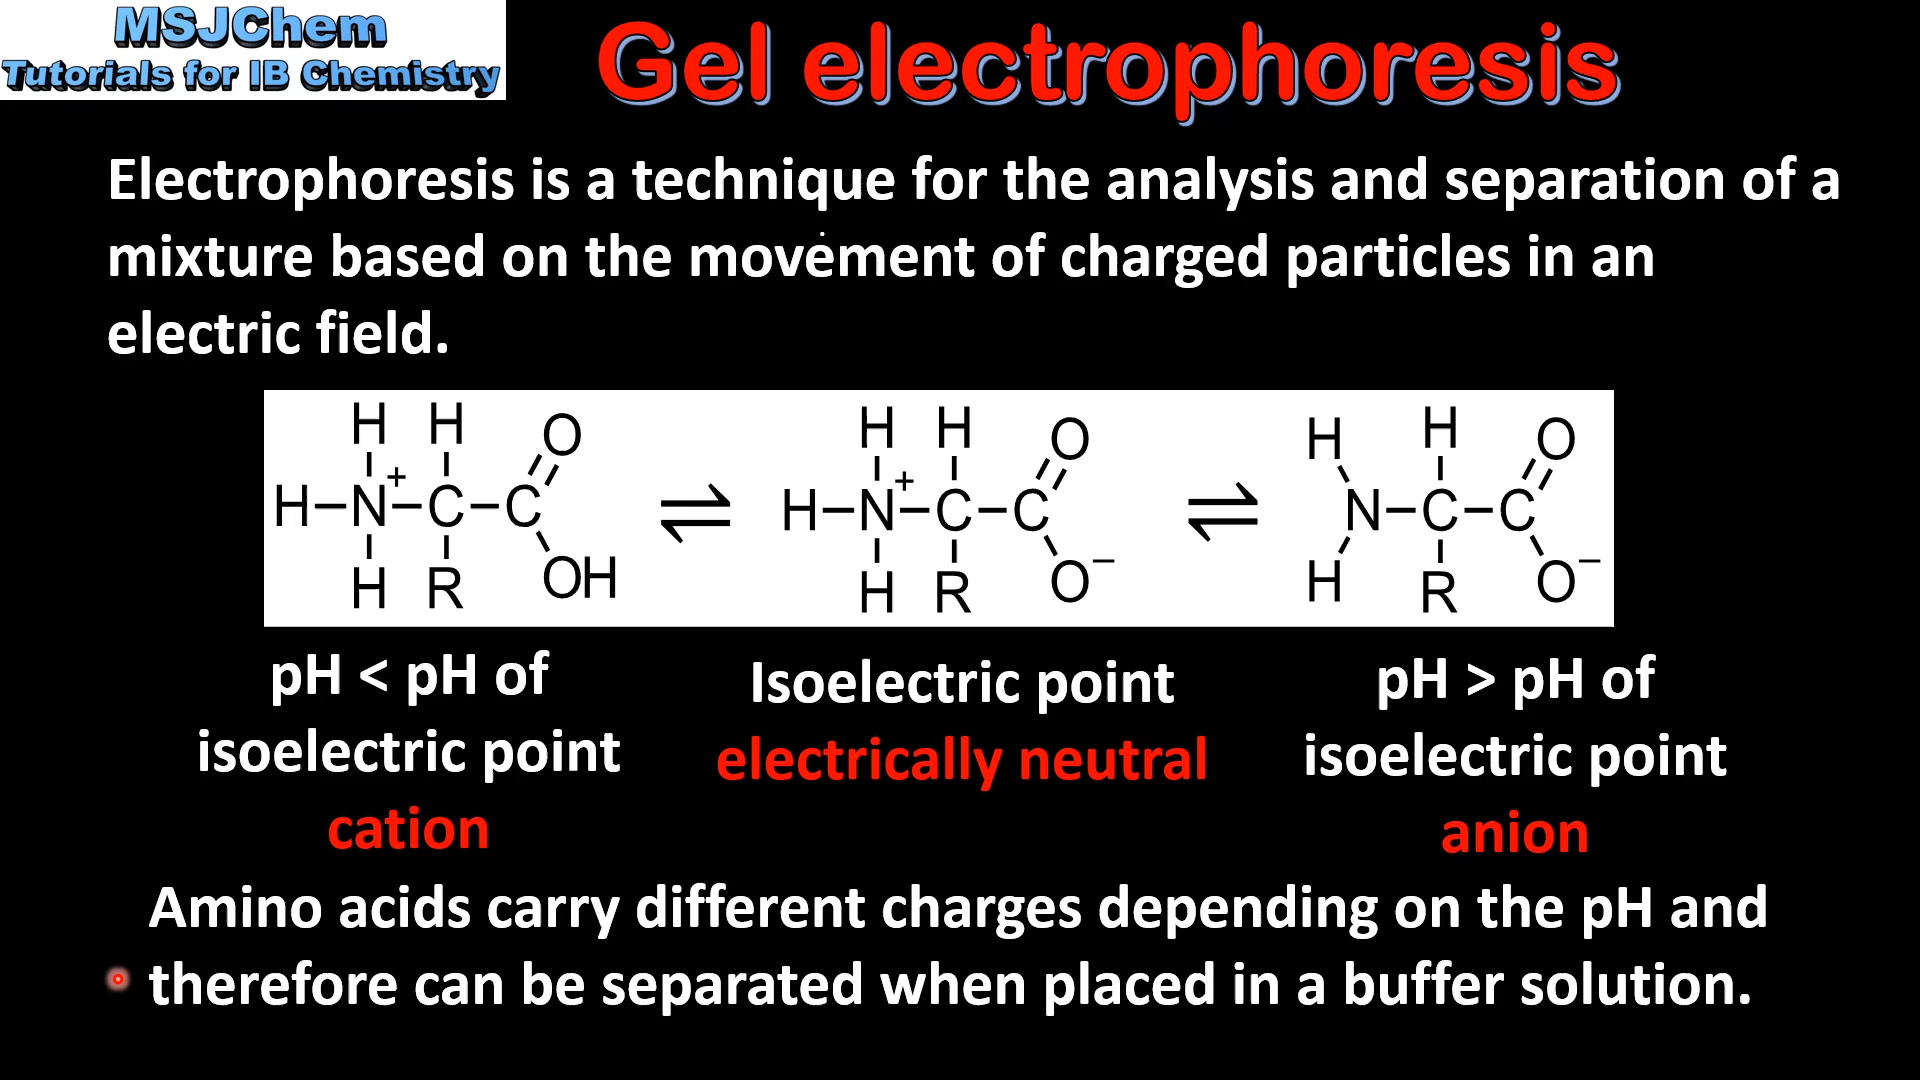 MSJChem
Tutorials for IB Chemistry
Gel electrophoresis
Electrophoresis is a technique for the analysis and separation of a
mixture based on the movement of charged particles in an
electric field.
H H O
H–N⁺–C–C
H R OH
⇌
H H O
H–N⁺–C–C
H R O⁻
⇌
H H O
N–C–C
H R O⁻
pH < pH of
isoelectric point
cation
Isoelectric point
electrically neutral
pH > pH of
isoelectric point
anion
Amino acids carry different charges depending on the pH and
therefore can be separated when placed in a buffer solution.